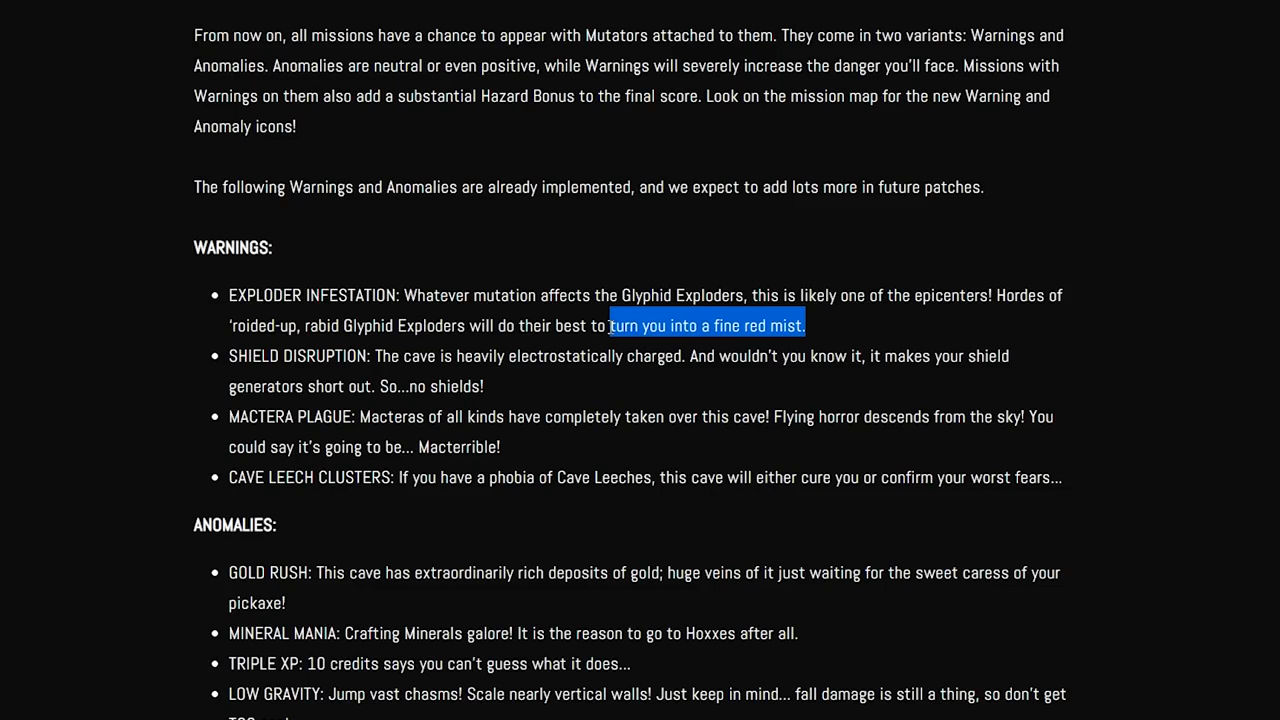 From now on, all missions have a chance to appear with Mutators attached to them. They come in two variants: Warnings and
Anomalies. Anomalies are neutral or even positive, while Warnings will severely increase the danger you’ll face. Missions with
Warnings on them also add a substantial Hazard Bonus to the final score. Look on the mission map for the new Warning and
Anomaly icons!
The following Warnings and Anomalies are already implemented, and we expect to add lots more in future patches.
WARNINGS:
• EXPLODER INFESTATION: Whatever mutation affects the Glyphid Exploders, this is likely one of the epicenters! Hordes of
‘roided-up, rabid Glyphid Exploders will do their best to turn you into a fine red mist.
• SHIELD DISRUPTION: The cave is heavily electrostatically charged. And wouldn’t you know it, it makes your shield
generators short out. So…no shields!
• MACTERA PLAGUE: Macteras of all kinds have completely taken over this cave! Flying horror descends from the sky! You
could say it’s going to be… Macterrible!
• CAVE LEECH CLUSTERS: If you have a phobia of Cave Leeches, this cave will either cure you or confirm your worst fears…
ANOMALIES:
• GOLD RUSH: This cave has extraordinarily rich deposits of gold; huge veins of it just waiting for the sweet caress of your
pickaxe!
• MINERAL MANIA: Crafting Minerals galore! It is the reason to go to Hoxxes after all.
• TRIPLE XP: 10 credits says you can’t guess what it does…
• LOW GRAVITY: Jump vast chasms! Scale nearly vertical walls! Just keep in mind… fall damage is still a thing, so don’t get